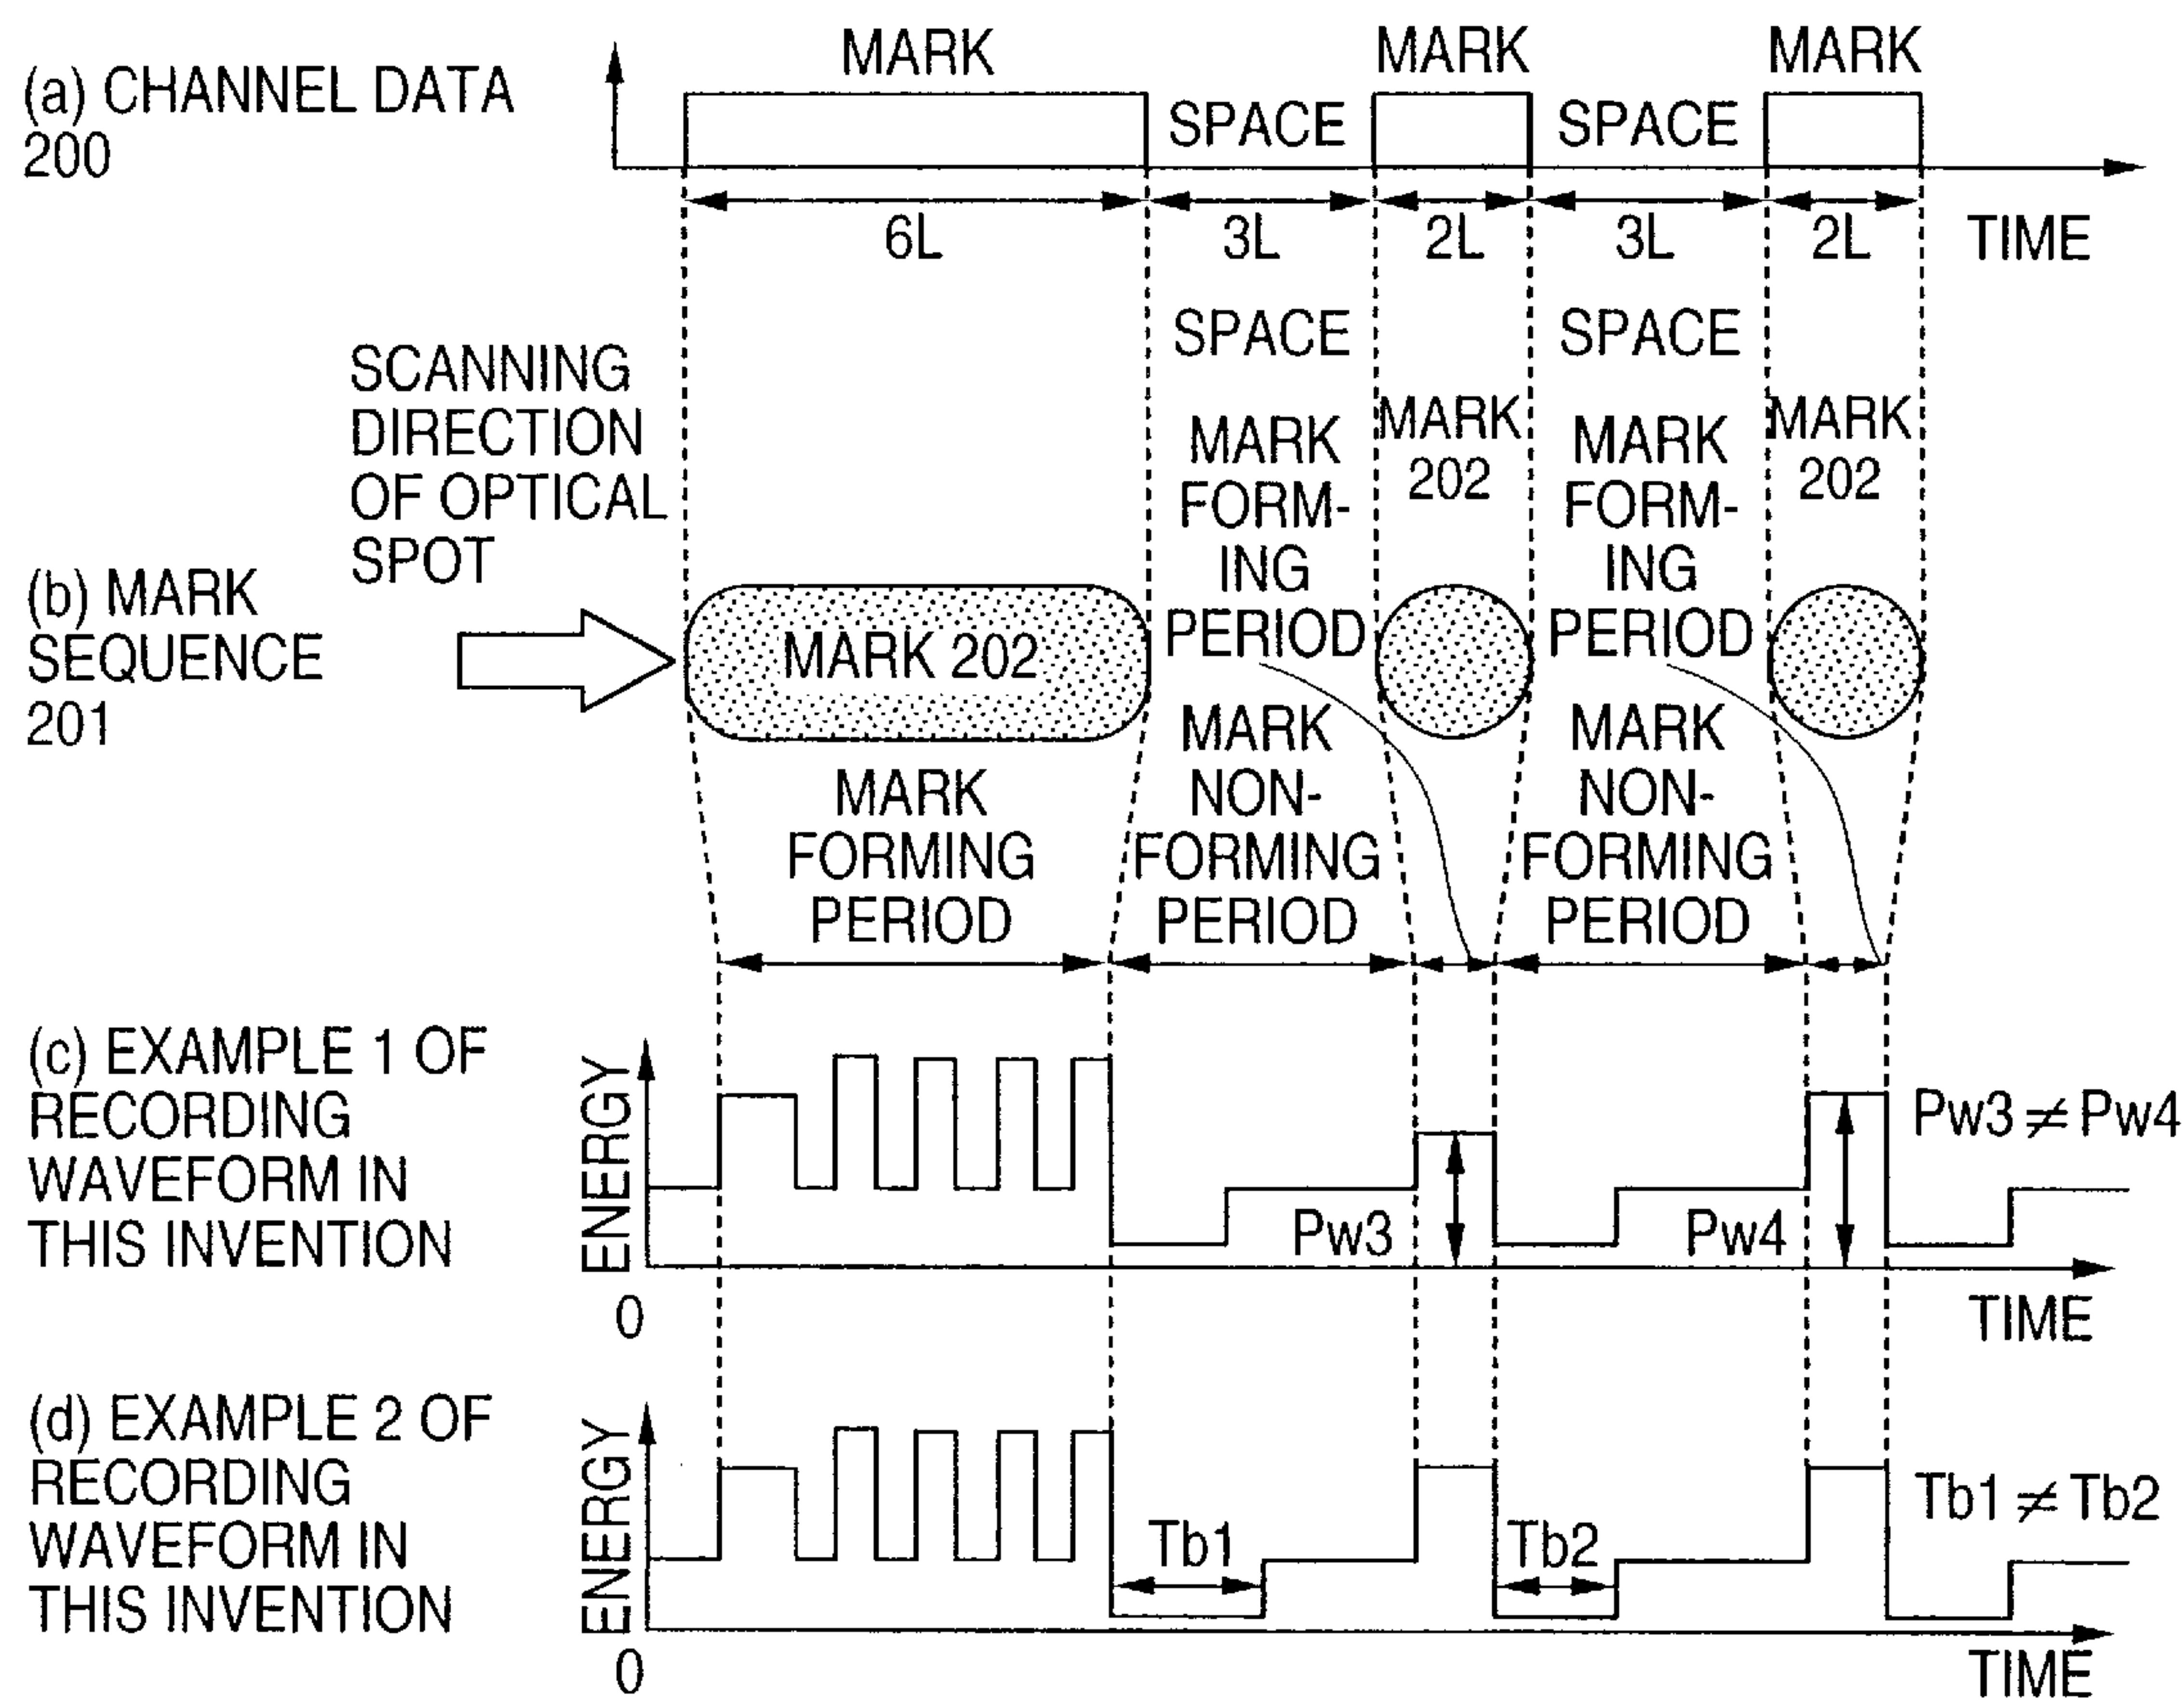 MARK
MARK
MARK
(a) CHANNEL DATA
200
SPACE
SPACE
6L
3L
2L
3L
2L
TIME
SPACE
SPACE
SCANNING
DIRECTION
OF OPTICAL
SPOT
MARK
FORM-
ING
PERIOD
MARK
202
MARK
FORM-
ING
PERIOD
MARK
202
(b) MARK
SEQUENCE
201
MARK 202
MARK
FORMING
PERIOD
MARK
NON-
FORMING
PERIOD
MARK
NON-
FORMING
PERIOD
(c) EXAMPLE 1 OF
RECORDING
WAVEFORM IN
THIS INVENTION
ENERGY
Pw3
Pw4
Pw3 ≠ Pw4
0
TIME
(d) EXAMPLE 2 OF
RECORDING
WAVEFORM IN
THIS INVENTION
ENERGY
Tb1
Tb2
Tb1 ≠ Tb2
0
TIME